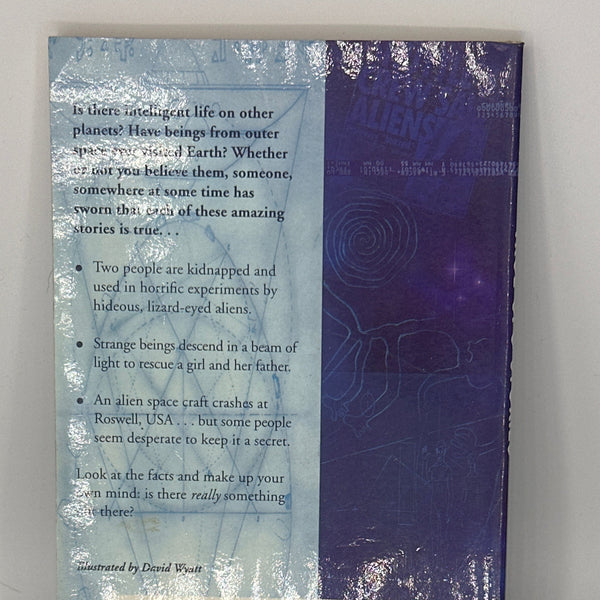 Is there intelligent life on other
planets? Have beings from outer
space ever visited Earth? Whether
or not you believe them, someone,
somewhere at some time has
sworn that each of these amazing
stories is true. . .
• Two people are kidnapped and
used in horrific experiments by
hideous, lizard-eyed aliens.
• Strange beings descend in a beam of
light to rescue a girl and her father.
• An alien space craft crashes at
Roswell, USA . . . but some people
seem desperate to keep it a secret.
Look at the facts and make up your
own mind: is there really something
out there?
Illustrated by David Wyatt
ALIENS